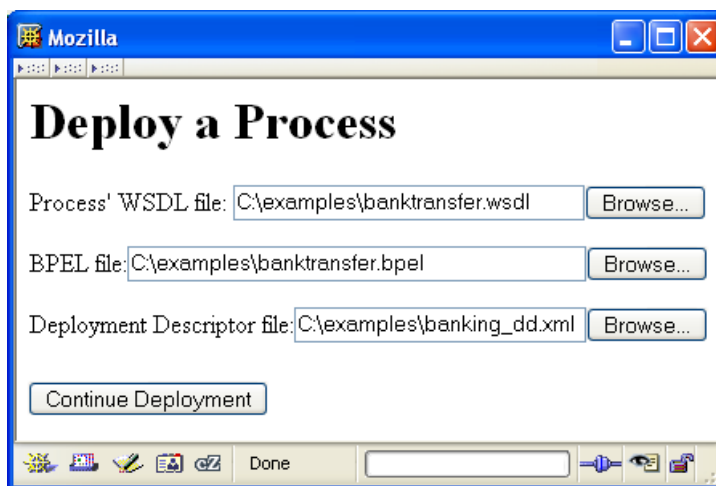 Mozilla
Deploy a Process
Process' WSDL file: C:\examples\banktransfer.wsdl Browse...
BPEL file: C:\examples\banktransfer.bpel Browse...
Deployment Descriptor file: C:\examples\banking_dd.xml Browse...
Continue Deployment
Done